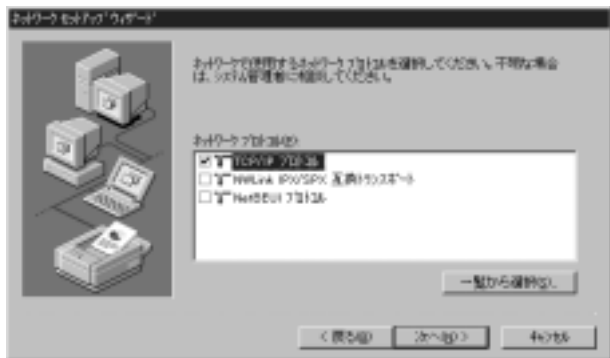 ネットワーク セットアップ ウィザード
ネットワークで使用するネットワーク プロトコルを選択してください。不明な場合
は、システム管理者に相談してください。
ネットワーク プロトコル(P):
TCP/IP プロトコル
NWLink IPX/SPX 互換トランスポート
NetBEUI プロトコル
一覧から選択(S)...
< 戻る(B)
次へ(N) >
キャンセル